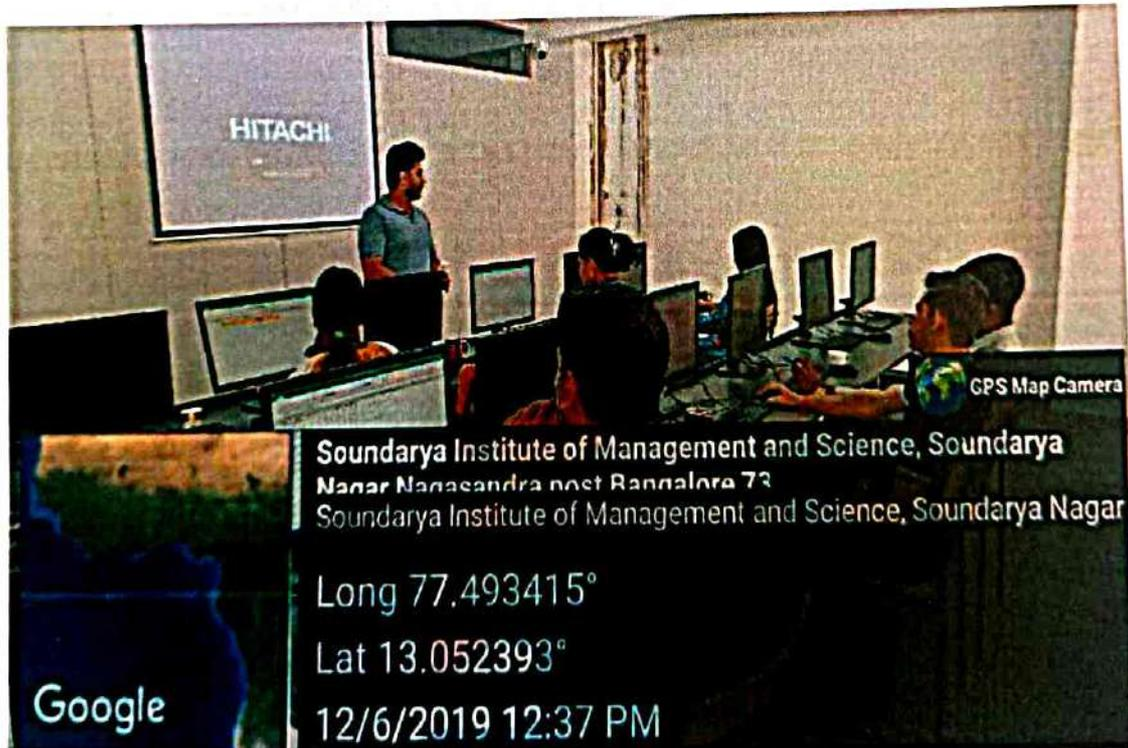 HITACHI
GPS Map Camera
Soundarya Institute of Management and Science, Soundarya
Nagar Nagasandra post Bangalore 73
Soundarya Institute of Management and Science, Soundarya Nagar
Long 77.493415°
Lat 13.052393°
12/6/2019 12:37 PM
Google